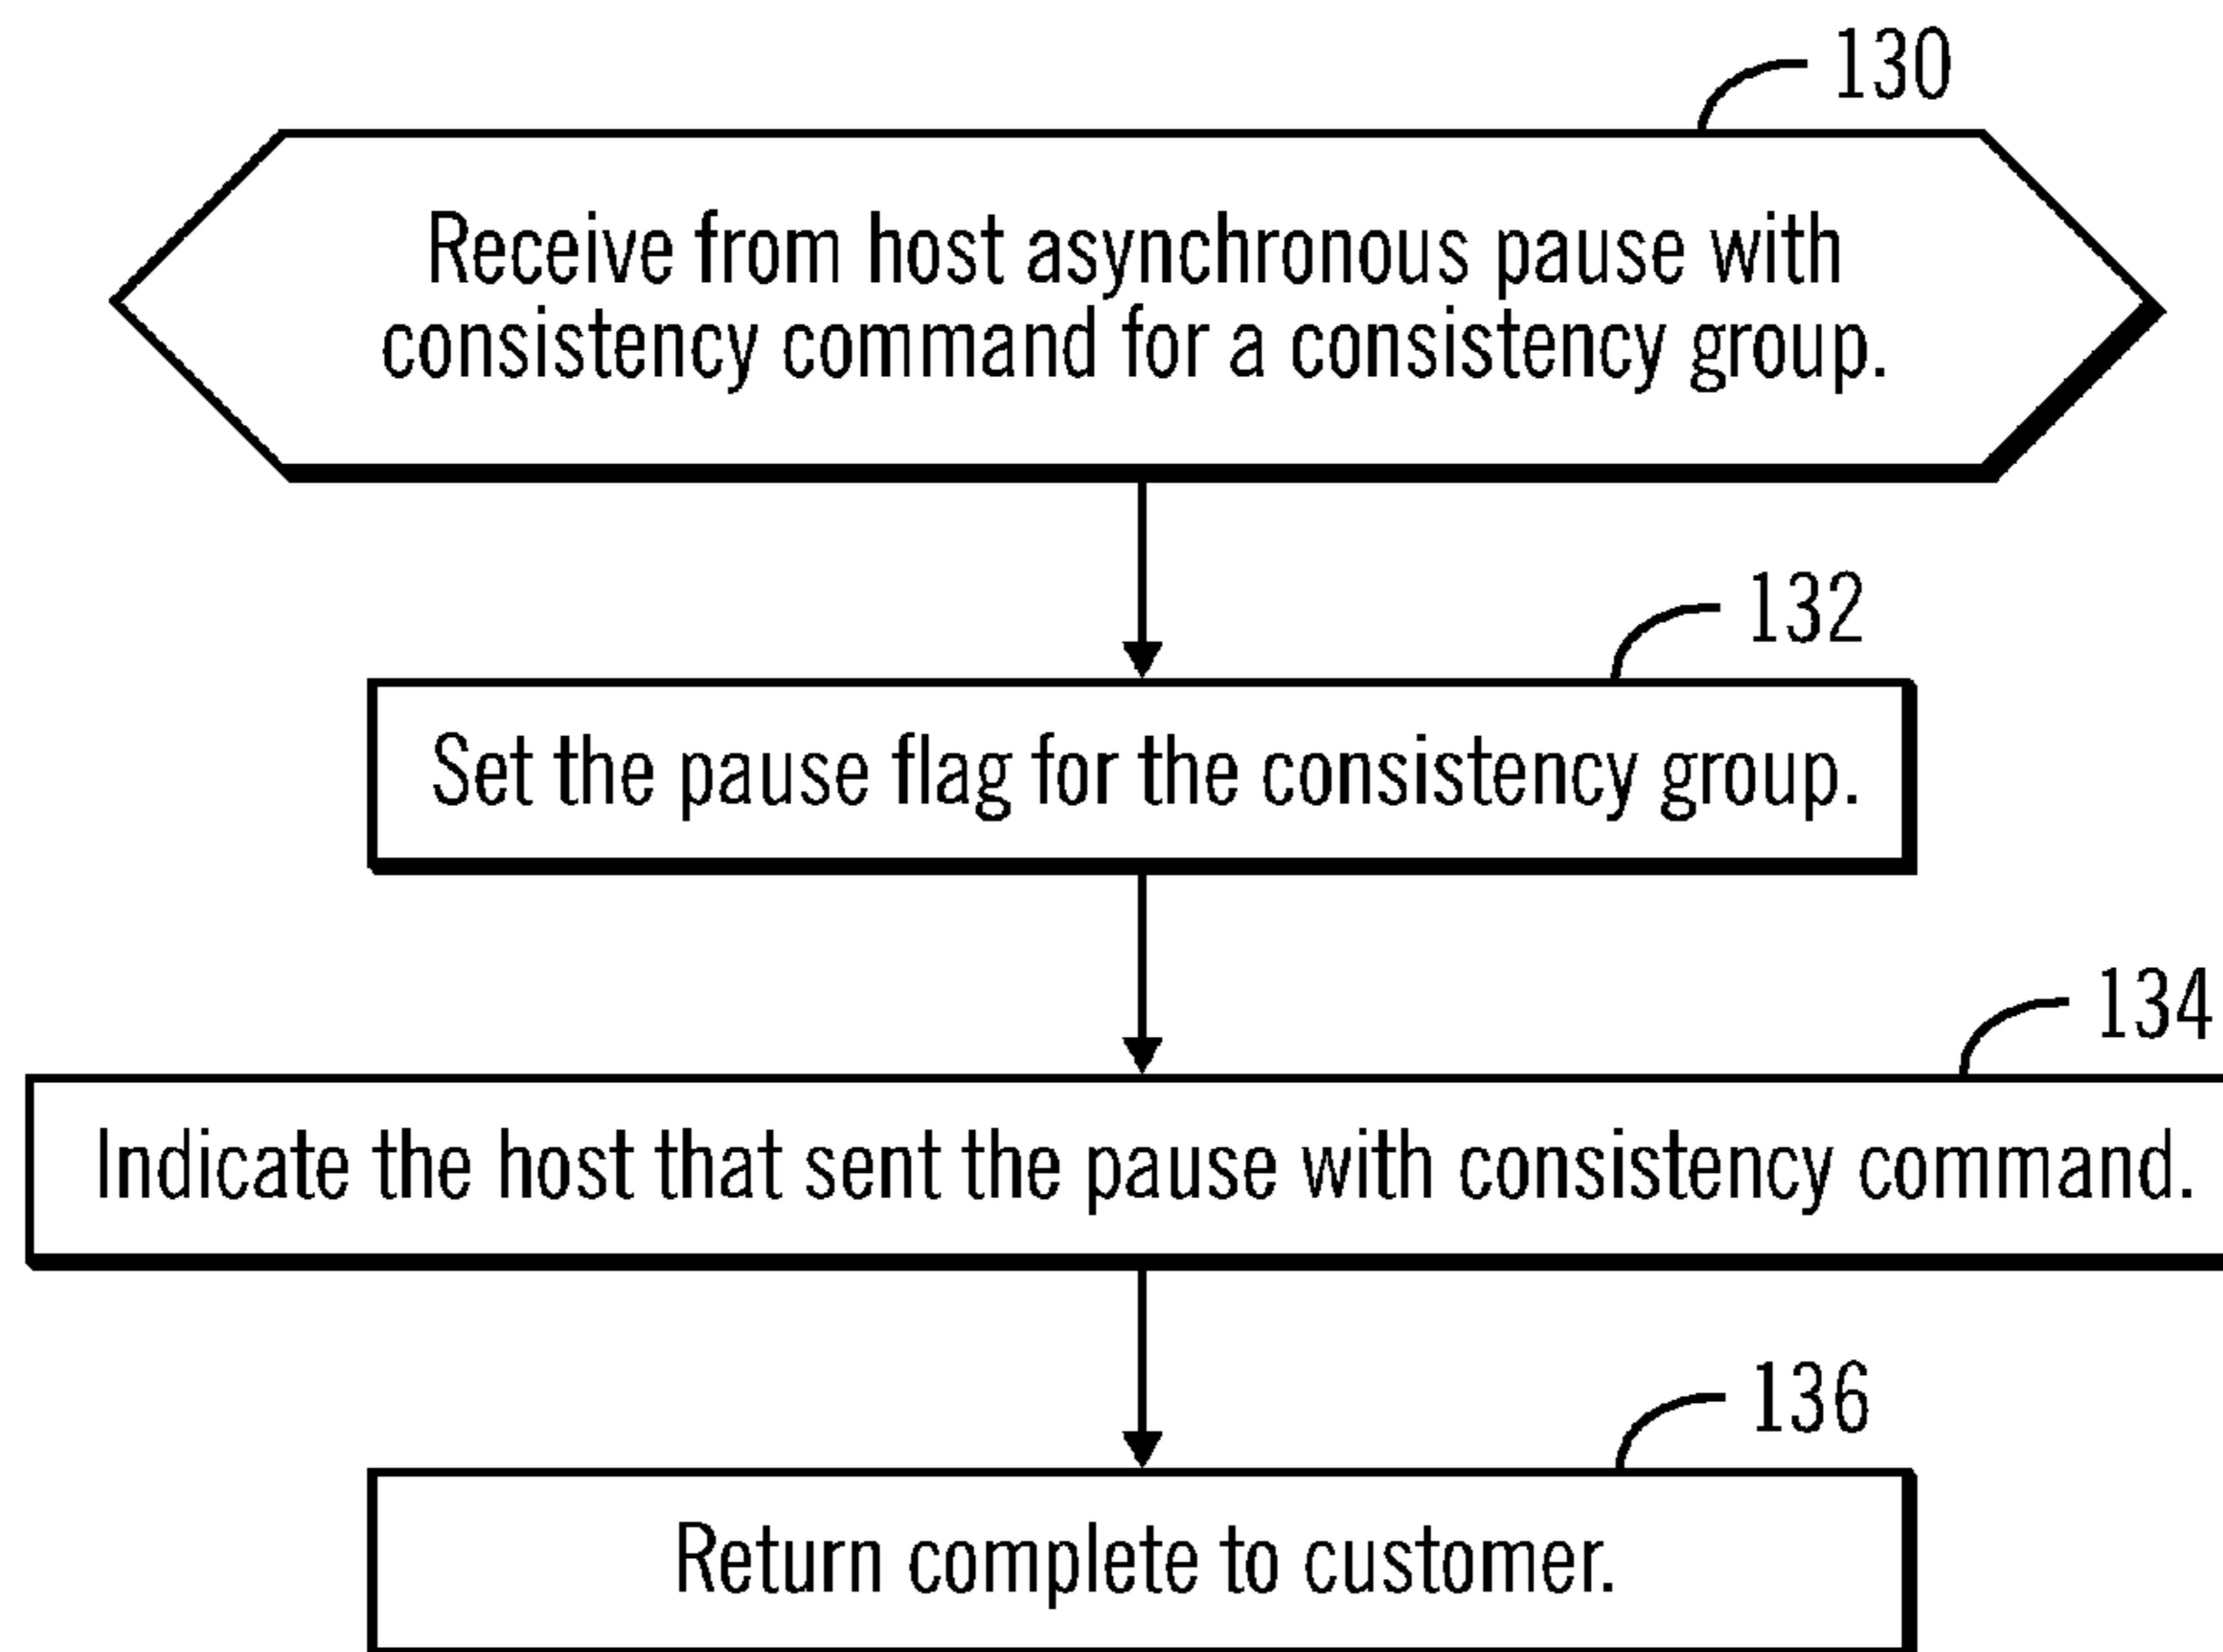 130
Receive from host asynchronous pause with
consistency command for a consistency group.
132
Set the pause flag for the consistency group.
134
Indicate the host that sent the pause with consistency command.
136
Return complete to customer.